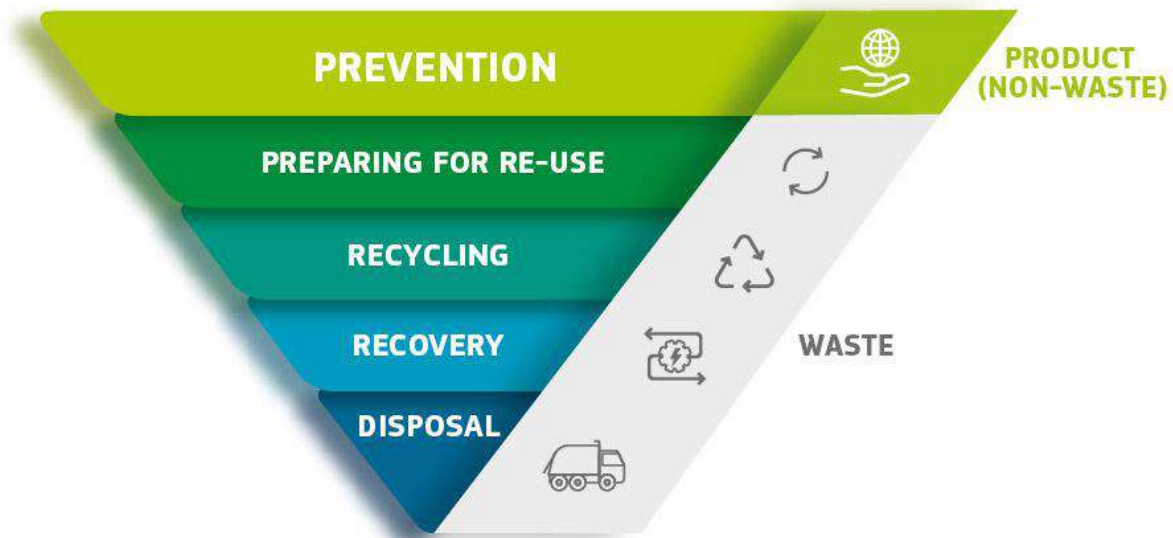 PREVENTION
PRODUCT
(NON-WASTE)
PREPARING FOR RE-USE
RECYCLING
RECOVERY
WASTE
DISPOSAL